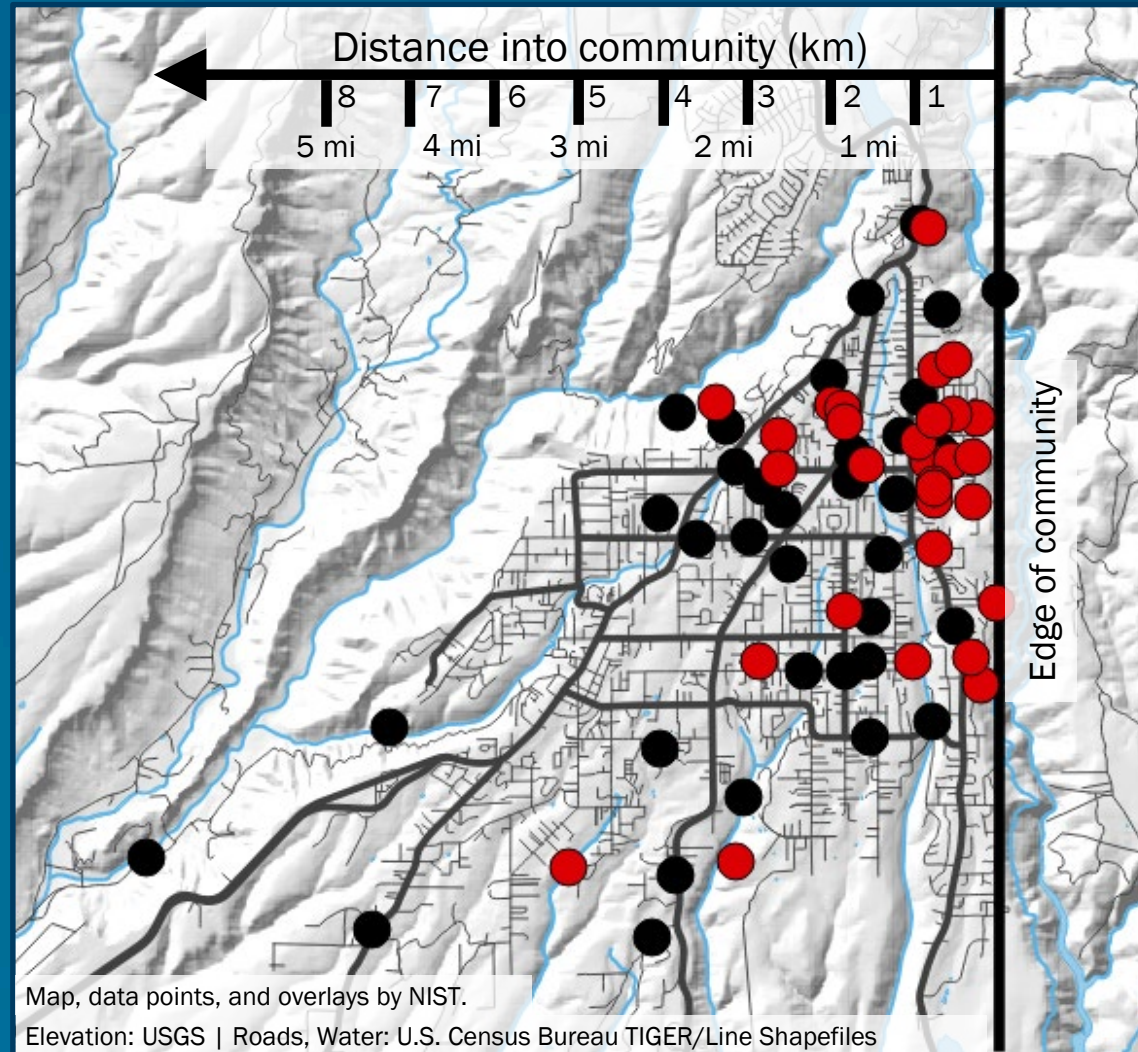 Distance into community (km)
8 7 6 5 4 3 2 1
5 mi 4 mi 3 mi 2 mi 1 mi
Edge of community
Map, data points, and overlays by NIST.
Elevation: USGS | Roads, Water: U.S. Census Bureau TIGER/Line Shapefiles